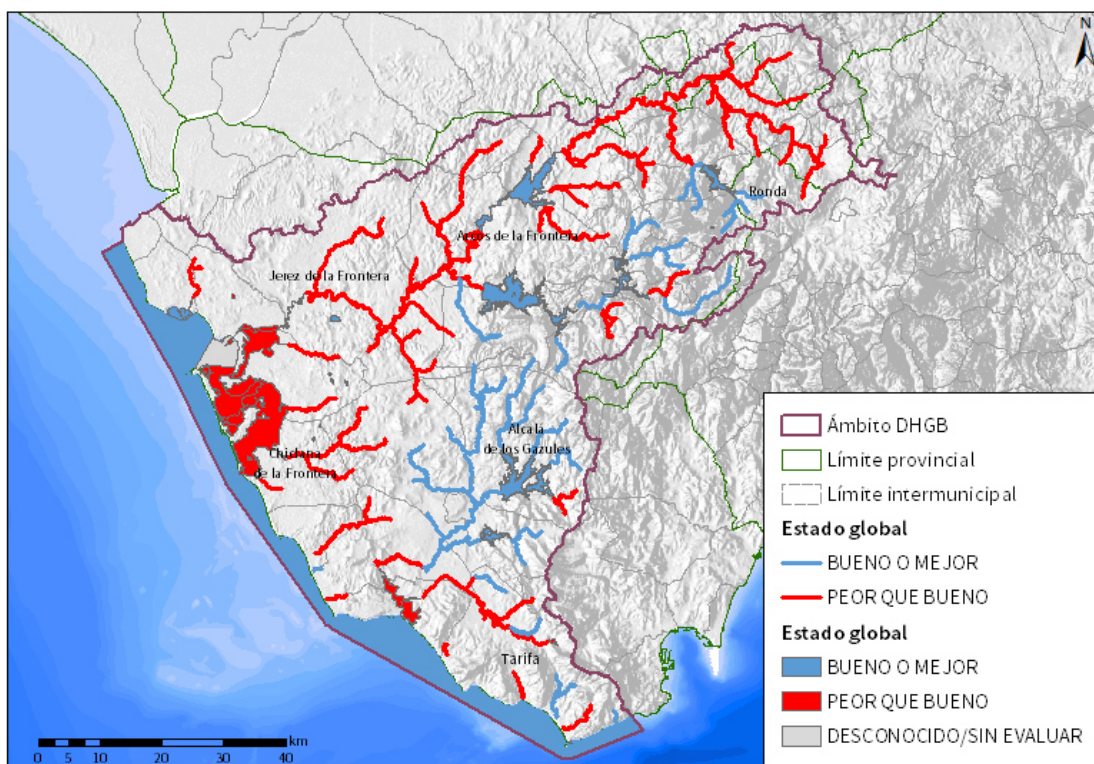 N
Ronda
Arcos de la Frontera
Jerez de la Frontera
Alcalá
de los Gazules
Chiclana
de la Frontera
Tarifa
Ámbito DHGB
Límite provincial
Límite intermunicipal
Estado global
BUENO O MEJOR
PEOR QUE BUENO
Estado global
BUENO O MEJOR
PEOR QUE BUENO
DESCONOCIDO/SIN EVALUAR
km
0 5 10 20 30 40